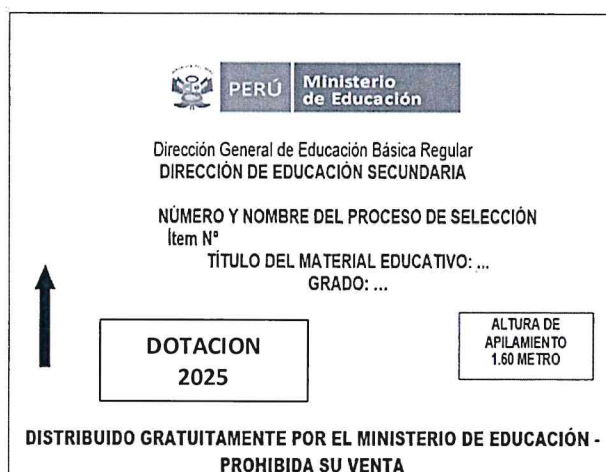 PERÚ
Ministerio
de Educación
Dirección General de Educación Básica Regular
DIRECCIÓN DE EDUCACIÓN SECUNDARIA
NÚMERO Y NOMBRE DEL PROCESO DE SELECCIÓN
Ítem N°
TÍTULO DEL MATERIAL EDUCATIVO: ...
GRADO: ...
DOTACION
2025
ALTURA DE
APILAMIENTO
1.60 METRO
DISTRIBUIDO GRATUITAMENTE POR EL MINISTERIO DE EDUCACIÓN -
PROHIBIDA SU VENTA